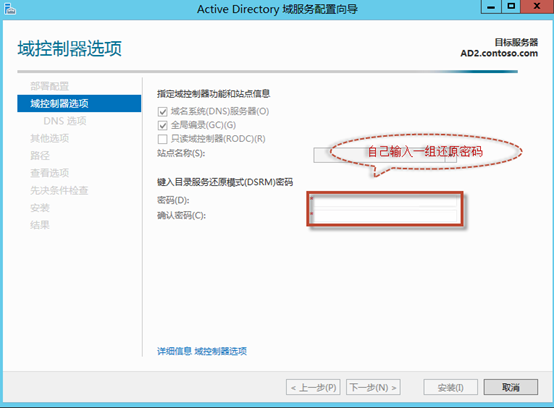 Active Directory 域服务配置向导
域控制器选项
目标服务器
AD2.contoso.com
部署配置
域控制器选项
DNS 选项
其他选项
路径
查看选项
先决条件检查
安装
结果
指定域控制器功能和站点信息
域名系统(DNS)服务器(O)
全局编录(GC)(G)
只读域控制器(RODC)(R)
站点名称(S):
自己输入一组还原密码
键入目录服务还原模式(DSRM)密码
密码(D):
确认密码(C):
详细信息 域控制器选项
< 上一步(P)
下一步(N) >
安装(I)
取消